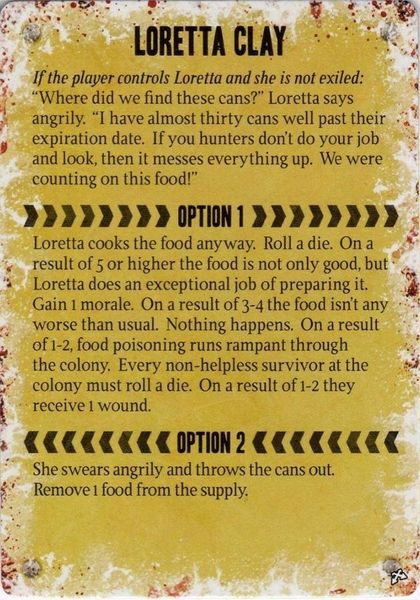 LORETTA CLAY
If the player controls Loretta and she is not exiled:
“Where did we find these cans?” Loretta says
angrily. “I have almost thirty cans well past their
expiration date. If you hunters don’t do your job
and look, then it messes everything up. We were
counting on this food!”
OPTION 1
Loretta cooks the food anyway. Roll a die. On a
result of 5 or higher the food is not only good, but
Loretta does an exceptional job of preparing it.
Gain 1 morale. On a result of 3-4 the food isn’t any
worse than usual. Nothing happens. On a result
of 1-2, food poisoning runs rampant through
the colony. Every non-helpless survivor at the
colony must roll a die. On a result of 1-2 they
receive 1 wound.
OPTION 2
She swears angrily and throws the cans out.
Remove 1 food from the supply.